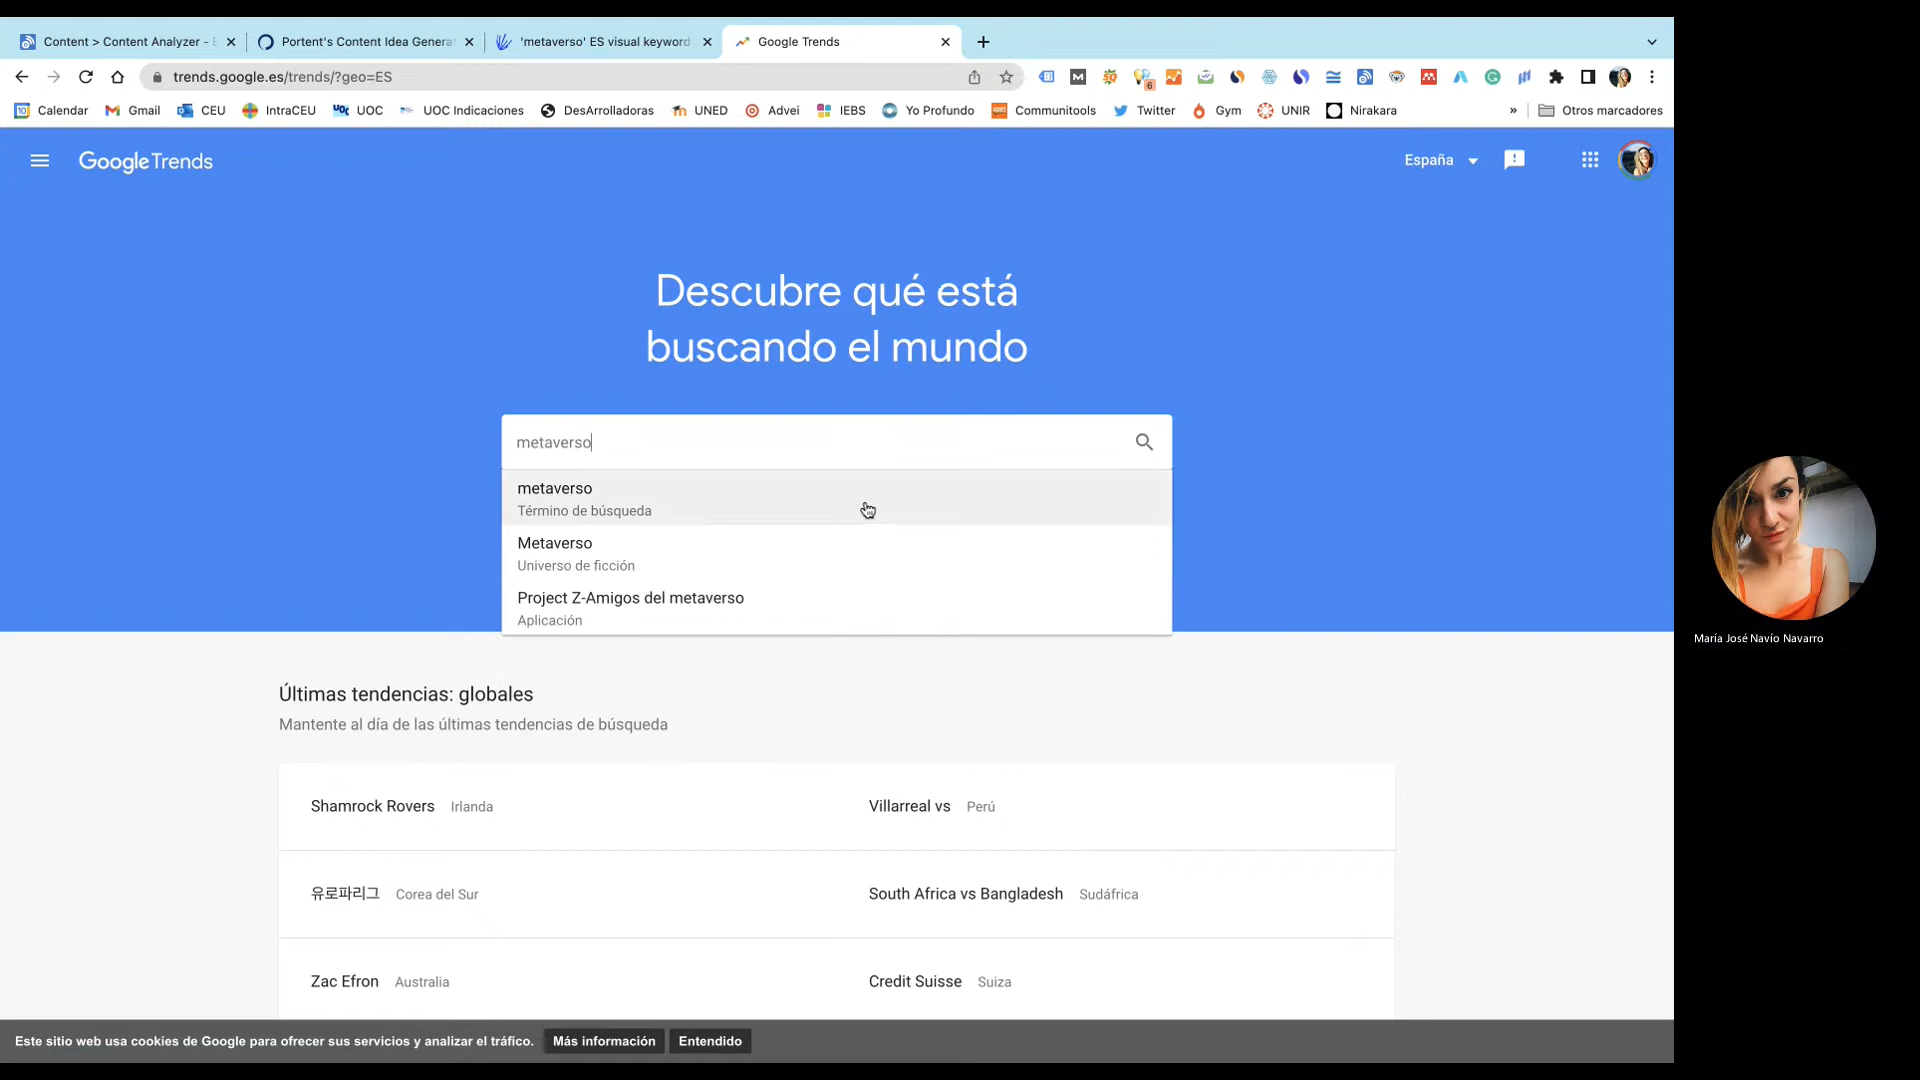 Content > Content Analyzer -
Portent's Content Idea Genera
'metaverso' ES visual keyword
Google Trends
trends.google.es/trends/?geo=ES
6
10 Calendar
Gmail
CEU
IntraCEU
UOC UOC
UOC Indicaciones
DesArrolladoras
UNED
Advei
IEBS
Yo Profundo
Communitools
Twitter
Gym
UNIR
Nirakara
»
Otros marcadores
Google Trends
España
Descubre qué está
buscando el mundo
metaverso
metaverso
Término de búsqueda
Metaverso
Universo de ficción
Project Z-Amigos del metaverso
Aplicación
María José Navío Navarro
Últimas tendencias: globales
Mantente al día de las últimas tendencias de búsqueda
Shamrock Rovers Irlanda
Villarreal vs Perú
유로파리그 Corea del Sur
South Africa vs Bangladesh Sudáfrica
Zac Efron Australia
Credit Suisse Suiza
Este sitio web usa cookies de Google para ofrecer sus servicios y analizar el tráfico. Más información Entendido